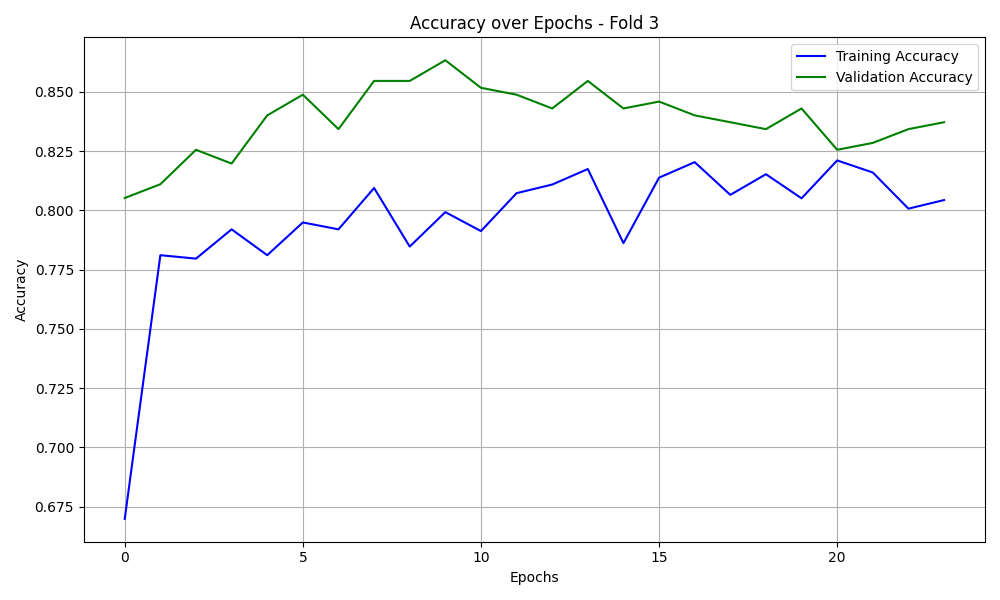 Accuracy over Epochs - Fold 3
Training Accuracy
Validation Accuracy
Accuracy
0.850
0.825
0.800
0.775
0.750
0.725
0.700
0.675
0 5 10 15 20
Epochs